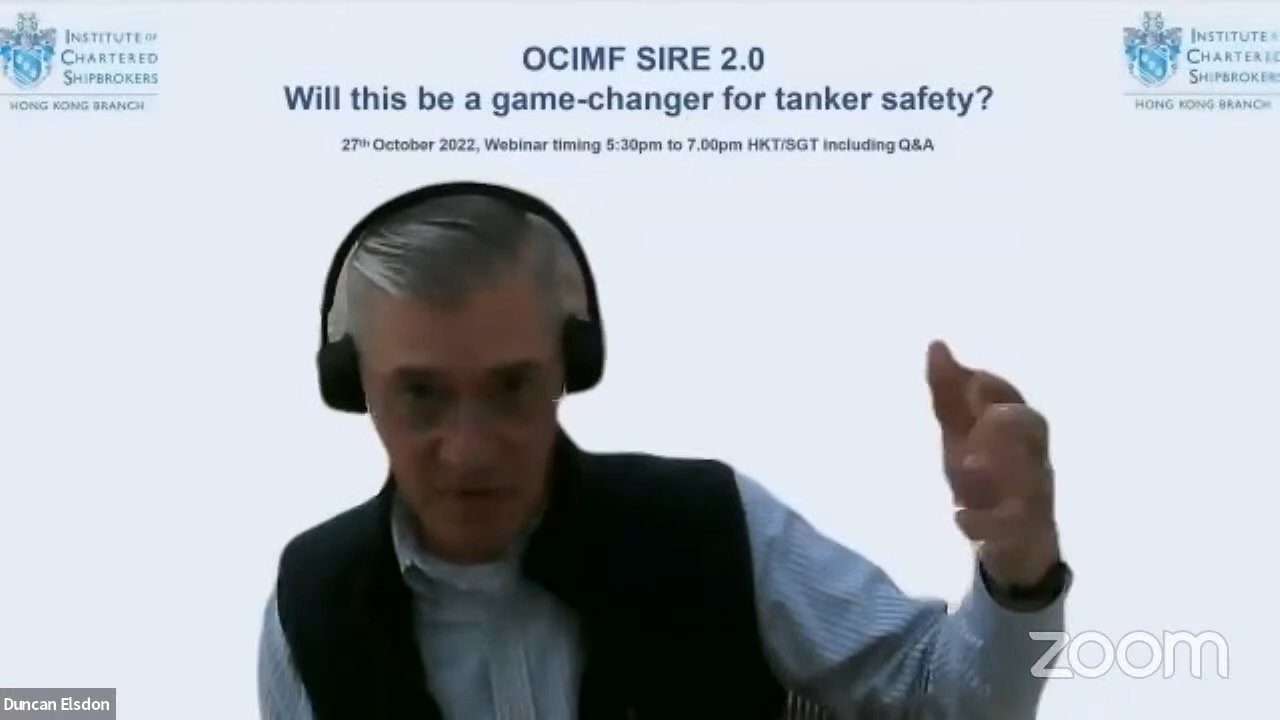 INSTITUTE OF
CHARTERED
SHIPBROKERS
HONG KONG BRANCH
OCIMF SIRE 2.0
Will this be a game-changer for tanker safety?
27th October 2022, Webinar timing 5:30pm to 7.00pm HKT/SGT including Q&A
INSTITUTE
CHARTERED
SHIPBROKERS
HONG KONG BRANCH
zoom
Duncan Elsdon